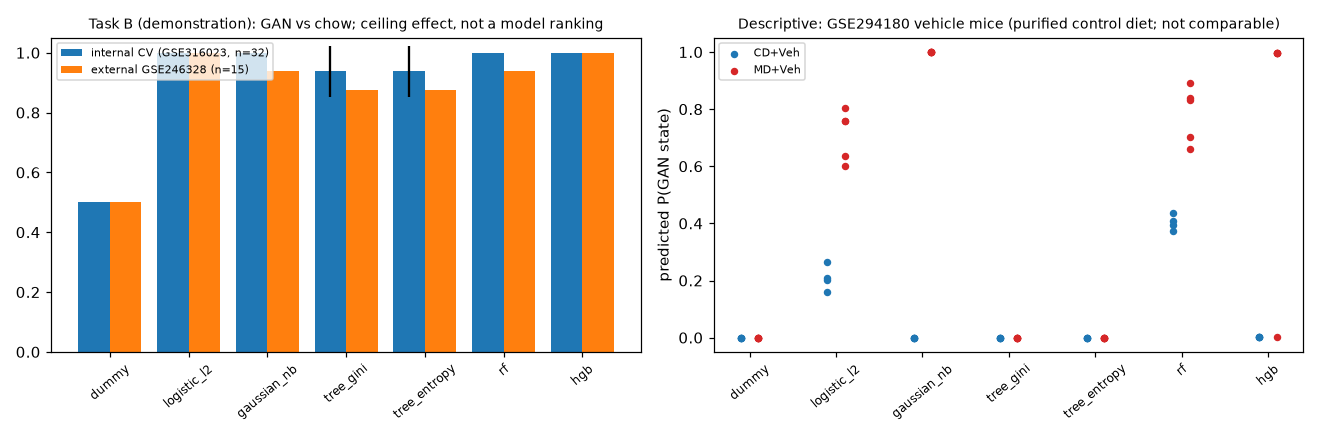 Task B (demonstration): GAN vs chow; ceiling effect, not a model ranking
internal CV (GSE316023, n=32)
external GSE246328 (n=15)
1.0
0.8
0.6
0.4
0.2
0.0
dummy
logistic_l2
gaussian_nb
tree_gini
tree_entropy
rf
hgb
Descriptive: GSE294180 vehicle mice (purified control diet; not comparable)
CD+Veh
MD+Veh
predicted P(GAN state)
1.0
0.8
0.6
0.4
0.2
0.0
dummy
logistic_l2
gaussian_nb
tree_gini
tree_entropy
rf
hgb